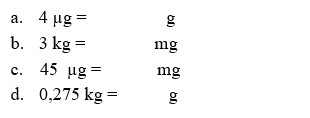 a. 4 µg = g
b. 3 kg = mg
c. 45 µg = mg
d. 0,275 kg = g